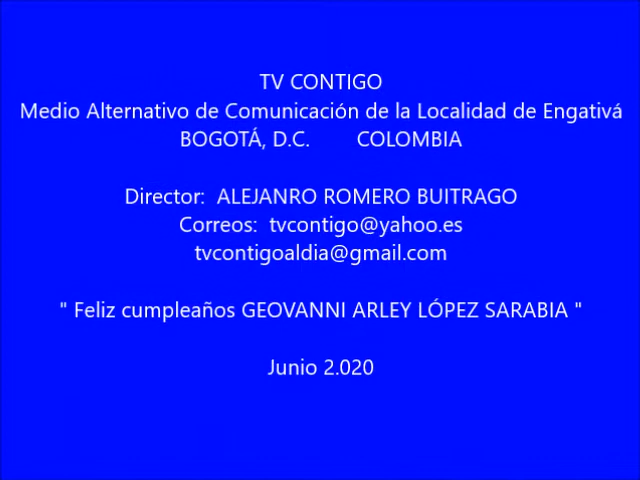 TV CONTIGO
Medio Alternativo de Comunicación de la Localidad de Engativá
BOGOTÁ, D.C. COLOMBIA
Director: ALEJANRO ROMERO BUITRAGO
Correos: tvcontigo@yahoo.es
tvcontigoaldia@gmail.com
" Feliz cumpleaños GEOVANNI ARLEY LÓPEZ SARABIA "
Junio 2.020